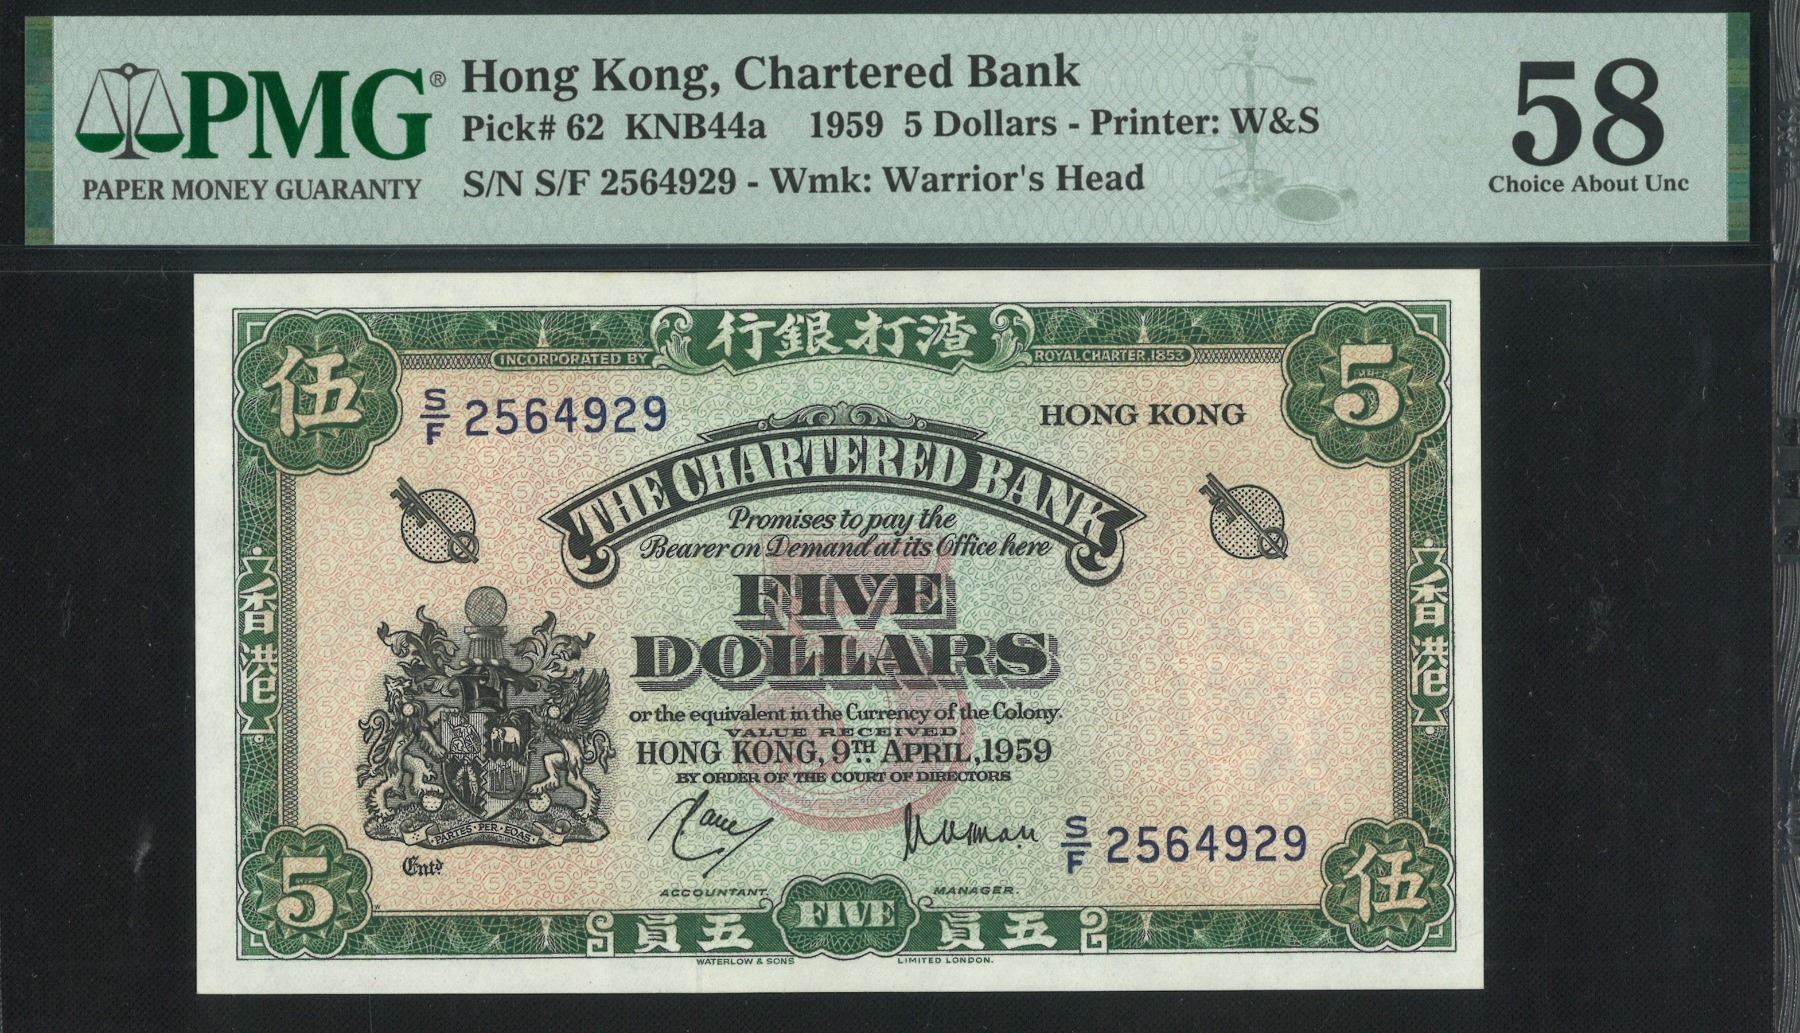 PMG®
PAPER MONEY GUARANTY
Hong Kong, Chartered Bank
Pick# 62 KNB44a 1959 5 Dollars - Printer: W&S
S/N S/F 2564929 - Wmk: Warrior's Head
58
Choice About Unc
行銀打渣
INCORPORATED BY
ROYAL CHARTER, 1853
伍
5
S/F 2564929
HONG KONG
THE CHARTERED BANK
Promises to pay the
Bearer on Demand at its Office here
FIVE
DOLLARS
or the equivalent in the Currency of the Colony.
VALUE RECEIVED
HONG KONG, 9TH APRIL, 1959
BY ORDER OF THE COURT OF DIRECTORS
香港
香港
PARTES·PER·EOAS
Entd
S/F 2564929
ACCOUNTANT.
MANAGER.
5
伍
員五
FIVE
員五
WATERLOW & SONS
LIMITED LONDON.